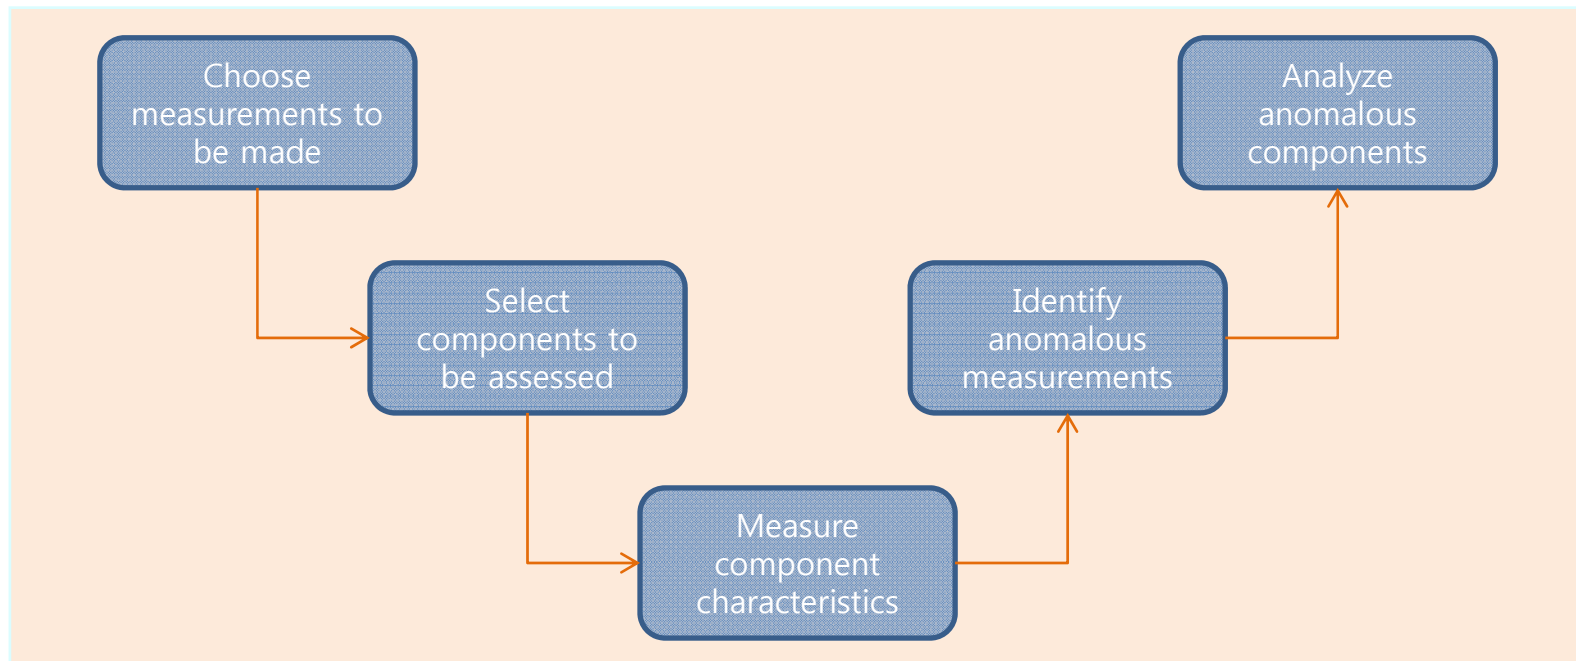 Choose
measurements to
be made
Analyze
anomalous
components
Select
components to
be assessed
Identify
anomalous
measurements
Measure
component
characteristics